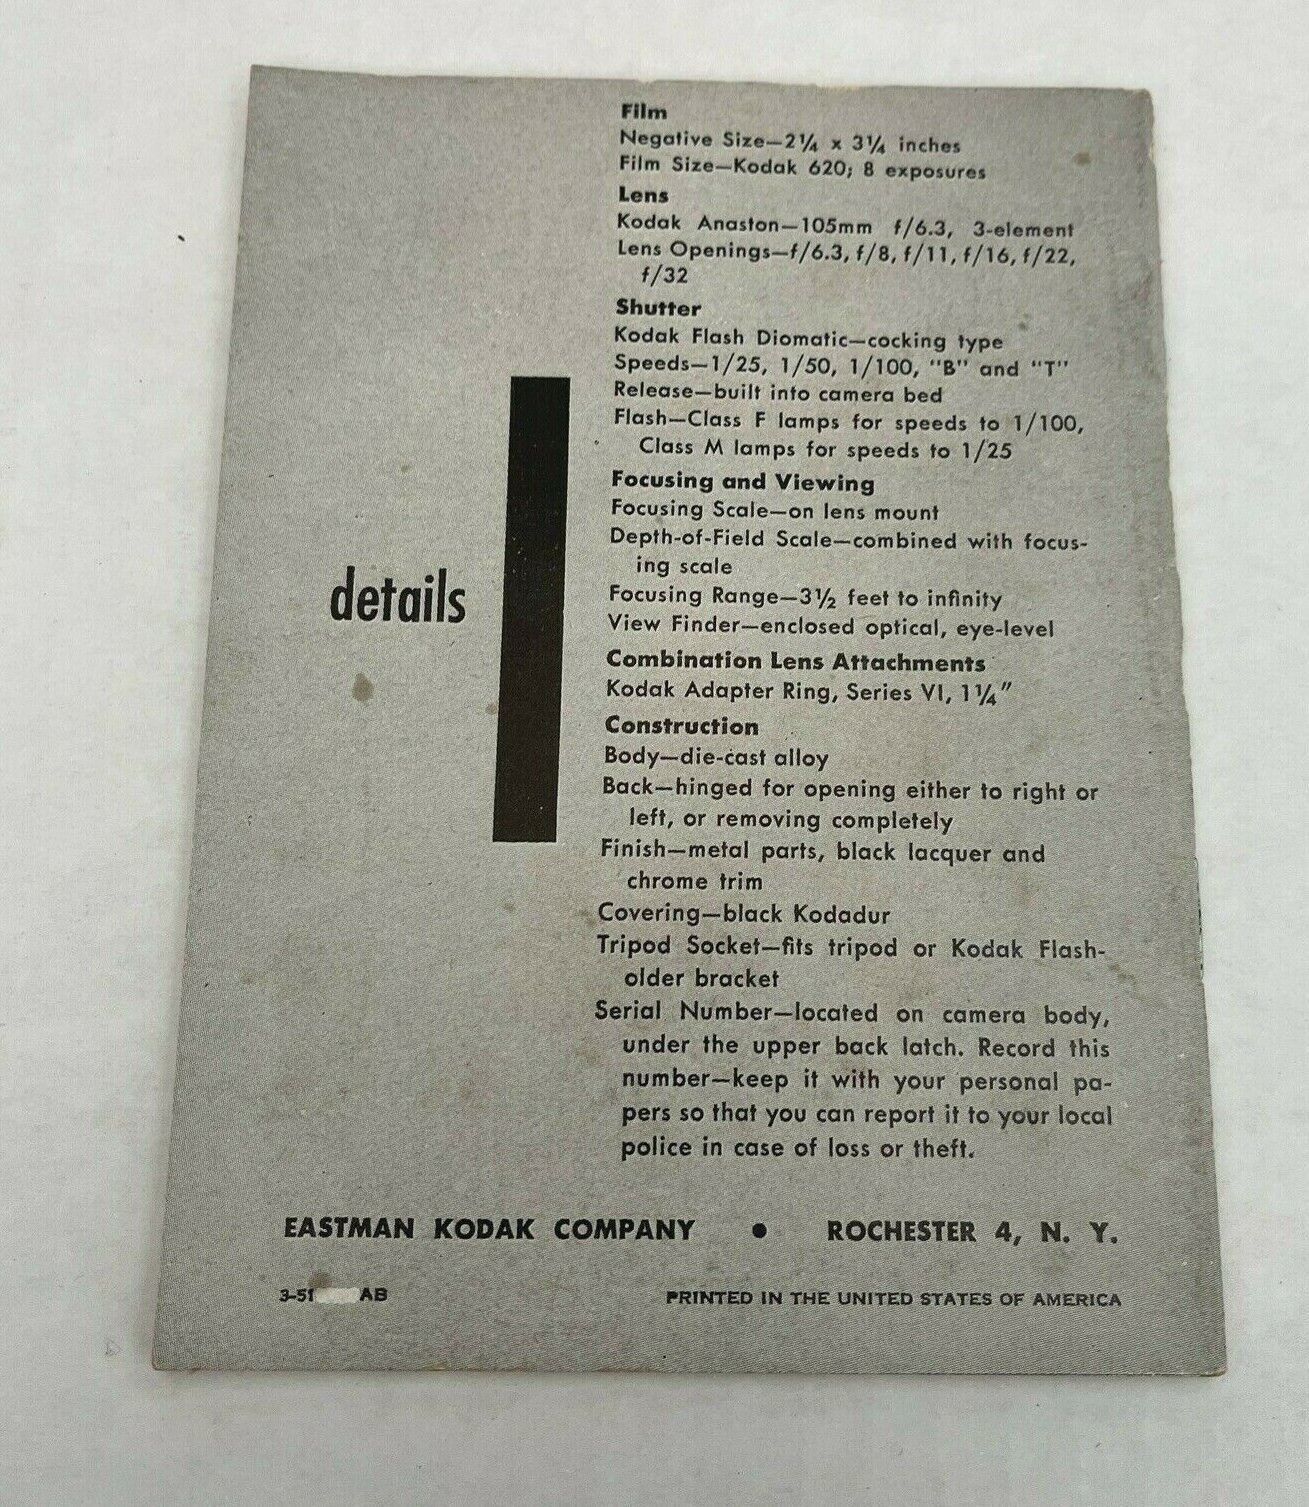 Film
Negative Size—2¼ x 3¼ inches
Film Size—Kodak 620; 8 exposures
Lens
Kodak Anaston—105mm f/6.3, 3-element
Lens Openings—f/6.3, f/8, f/11, f/16, f/22,
f/32
Shutter
Kodak Flash Diomatic—cocking type
Speeds—1/25, 1/50, 1/100, "B" and "T"
Release—built into camera bed
Flash—Class F lamps for speeds to 1/100,
Class M lamps for speeds to 1/25
Focusing and Viewing
Focusing Scale—on lens mount
Depth-of-Field Scale—combined with focus-
ing scale
Focusing Range—3½ feet to infinity
View Finder—enclosed optical, eye-level
Combination Lens Attachments
Kodak Adapter Ring, Series VI, 1¼"
Construction
Body—die-cast alloy
Back—hinged for opening either to right or
left, or removing completely
Finish—metal parts, black lacquer and
chrome trim
Covering—black Kodadur
Tripod Socket—fits tripod or Kodak Flash-
older bracket
Serial Number—located on camera body,
under the upper back latch. Record this
number—keep it with your personal pa-
pers so that you can report it to your local
police in case of loss or theft.
details
EASTMAN KODAK COMPANY • ROCHESTER 4, N. Y.
3-51 AB
PRINTED IN THE UNITED STATES OF AMERICA